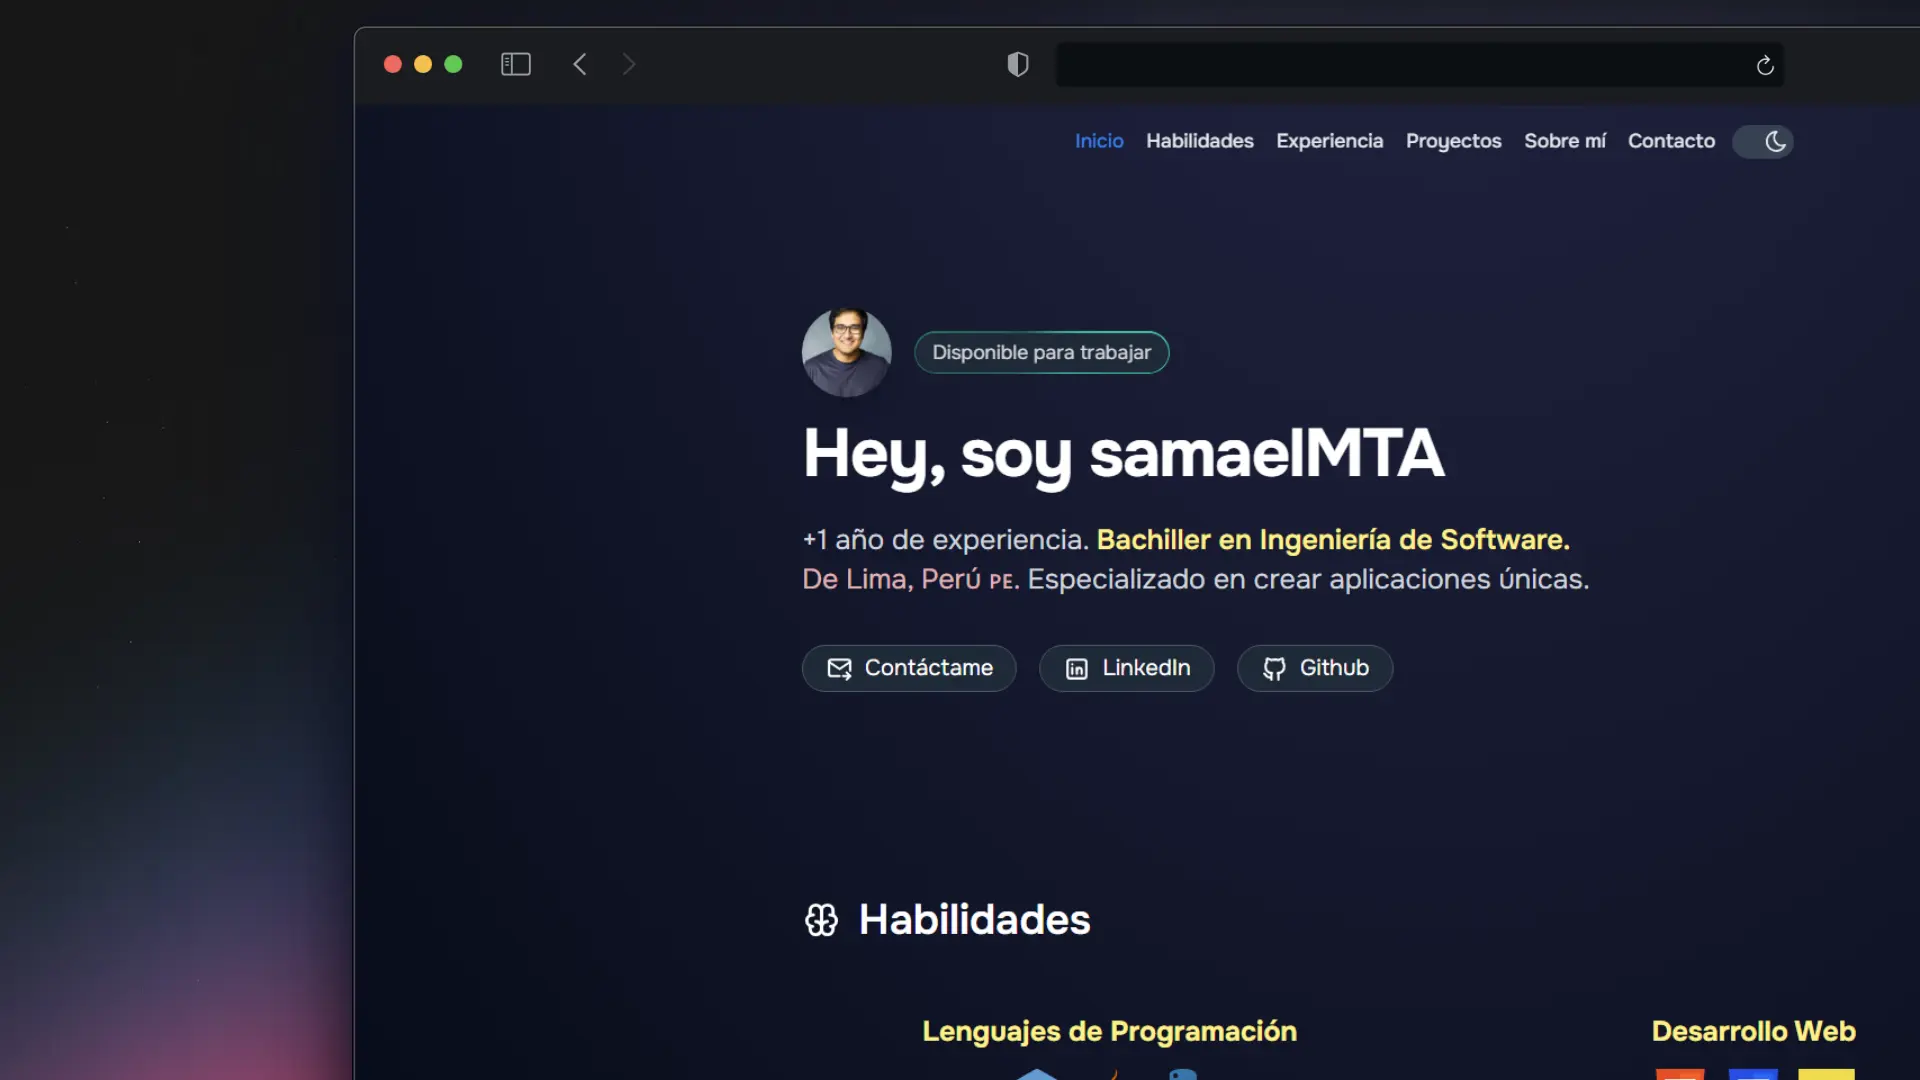 Inicio Habilidades Experiencia Proyectos Sobre mí Contacto
Disponible para trabajar
Hey, soy samaelMTA
+1 año de experiencia. Bachiller en Ingeniería de Software.
De Lima, Perú PE. Especializado en crear aplicaciones únicas.
Contáctame LinkedIn Github
Habilidades
Lenguajes de Programación Desarrollo Web